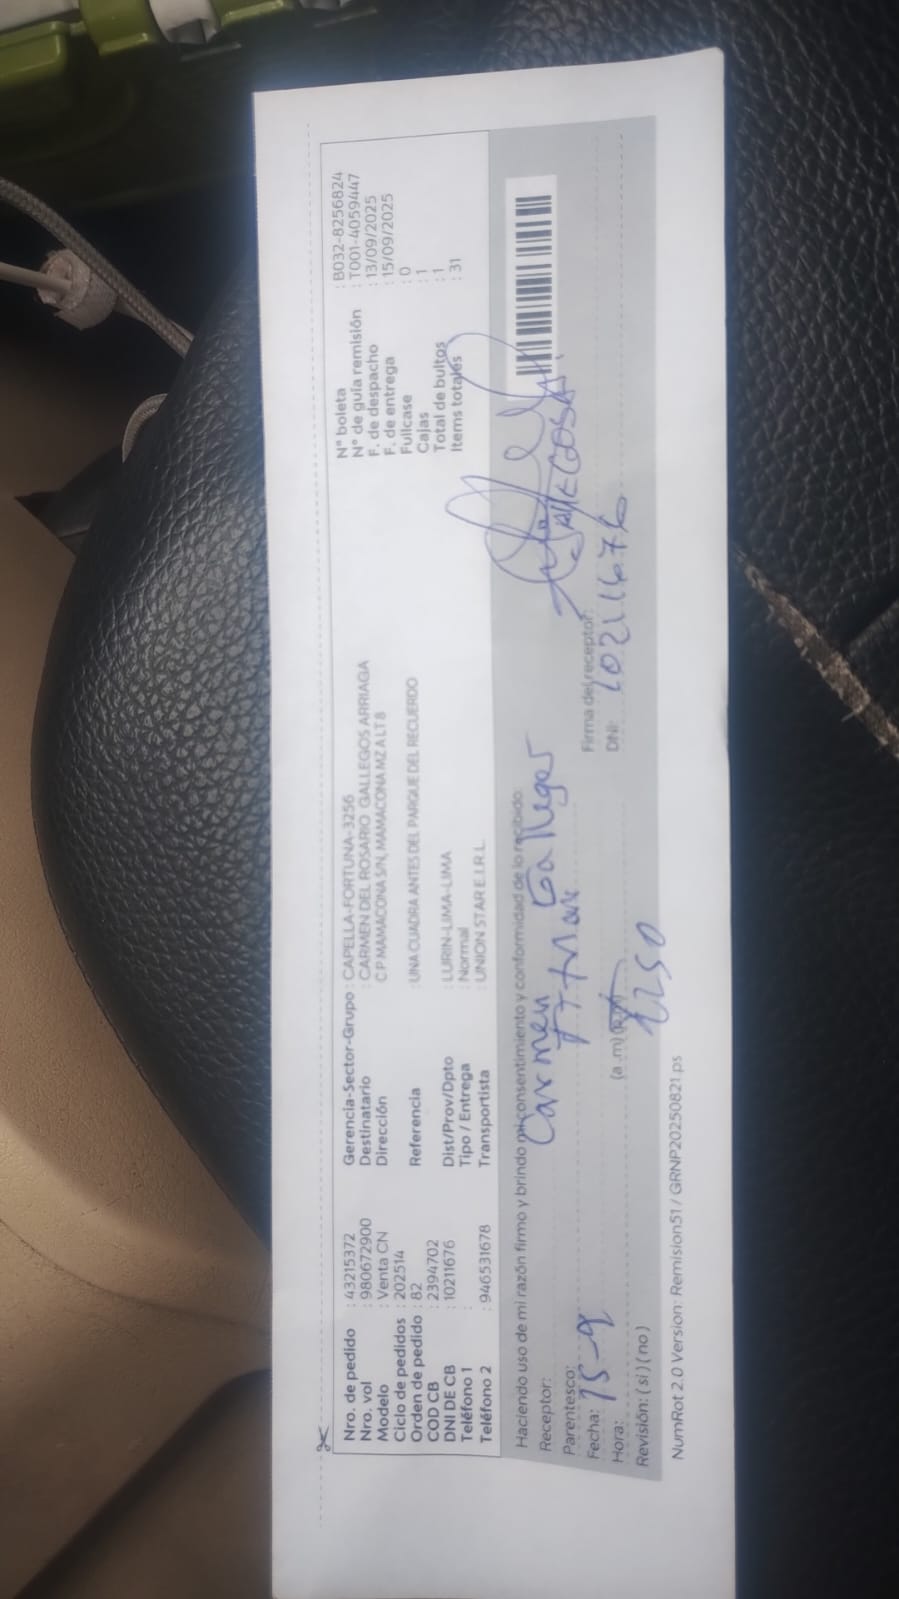 Nro. de pedido : 43215372 Gerencia-Sector-Grupo : CAPELLA-FORTUNA-3256 N° boleta : B032-8256824
Nro. vol : 980672900 Destinatario : CARMEN DEL ROSARIO GALLEGOS ARRIAGA N° de guía remisión : T001-4059447
Modelo : Venta CN Dirección C P MAMACONA S/N, MAMACONA MZ A LT 8 F. de despacho : 13/09/2025
Ciclo de pedidos : 202514 F. de entrega : 15/09/2025
Orden de pedido : 82 Referencia : UNA CUADRA ANTES DEL PARQUE DEL RECUERDO Fullcase : 0
COD CB : 2394702 Cajas : 1
DNI DE CB : 10211676 Dist/Prov/Dpto : LURIN-LIMA-LIMA Total de bultos : 1
Teléfono 1 : Tipo / Entrega : Normal Items totales : 31
Teléfono 2 : 946531678 Transportista : UNION STAR E.I.R.L.
Haciendo uso de mi razón firmo y brindo mi consentimiento y conformidad de lo recibido:
Receptor: Carmen Gallegos
Parentesco: Titular Firma del receptor:
Fecha: 15-9 DNI: 10211676
Hora: (a .m) (p.m) 1250
Revisión: ( si ) ( no )
NumRot 2.0 Version: Remision51 / GRNP20250821 ps